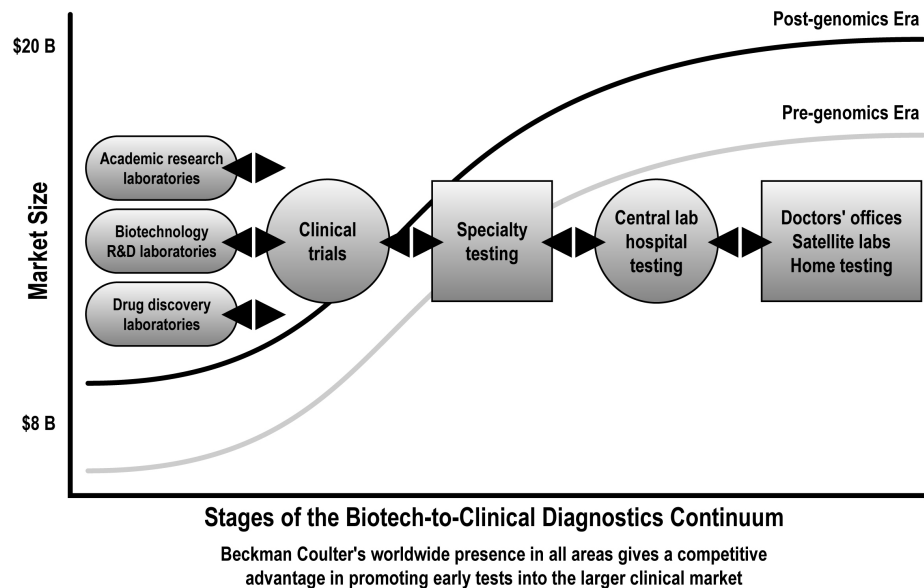 Post-genomics Era
$20 B
Pre-genomics Era
Academic research
laboratories
Biotechnology
R&D laboratories
Drug discovery
laboratories
Clinical
trials
Specialty
testing
Central lab
hospital
testing
Doctors' offices
Satellite labs
Home testing
Market Size
$8 B
Stages of the Biotech-to-Clinical Diagnostics Continuum
Beckman Coulter's worldwide presence in all areas gives a competitive
advantage in promoting early tests into the larger clinical market